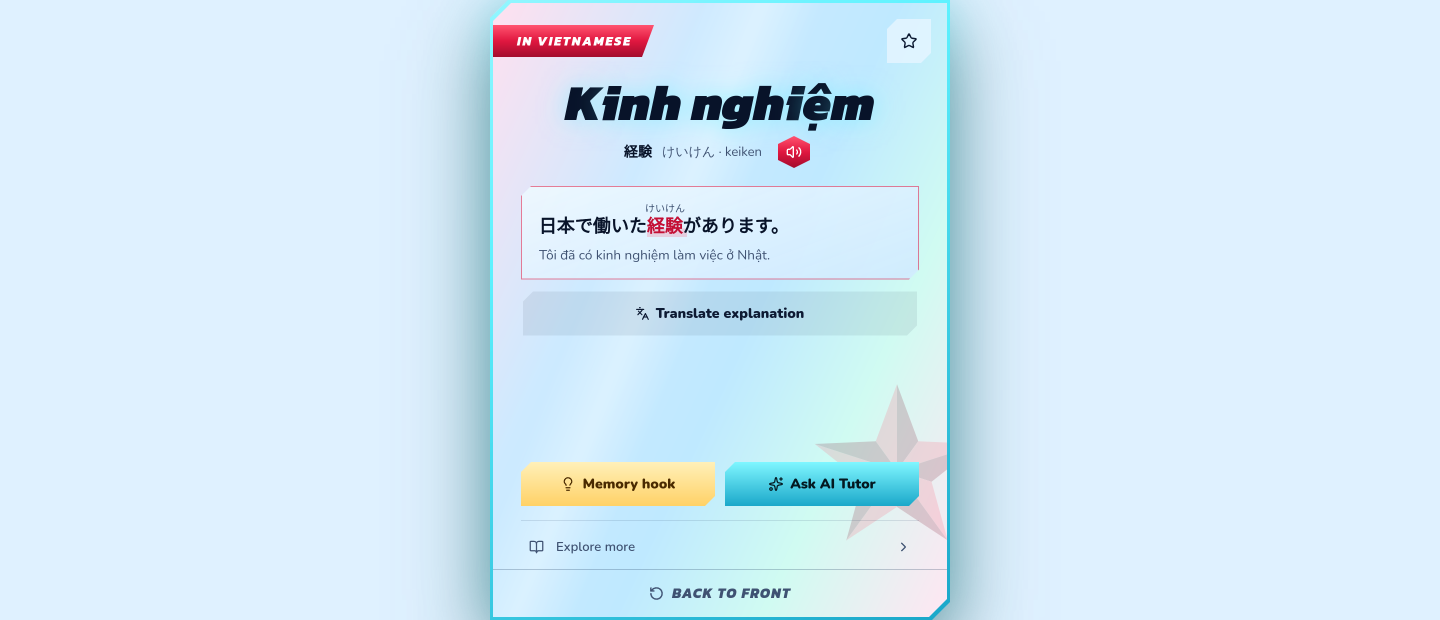 IN VIETNAMESE
Kinh nghiệm
経験 けいけん · keiken
けいけん
日本で働いた経験があります。
Tôi đã có kinh nghiệm làm việc ở Nhật.
Translate explanation
Memory hook
Ask AI Tutor
Explore more
BACK TO FRONT